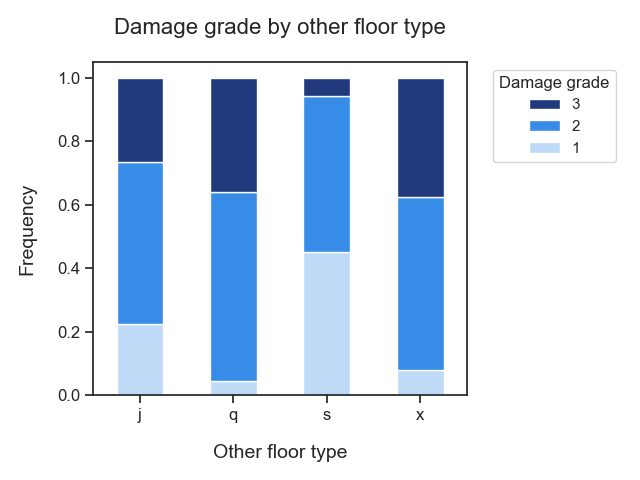 Damage grade by other floor type
Damage grade
3
2
1
1.0
0.8
0.6
0.4
0.2
0.0
Frequency
j q s x
Other floor type